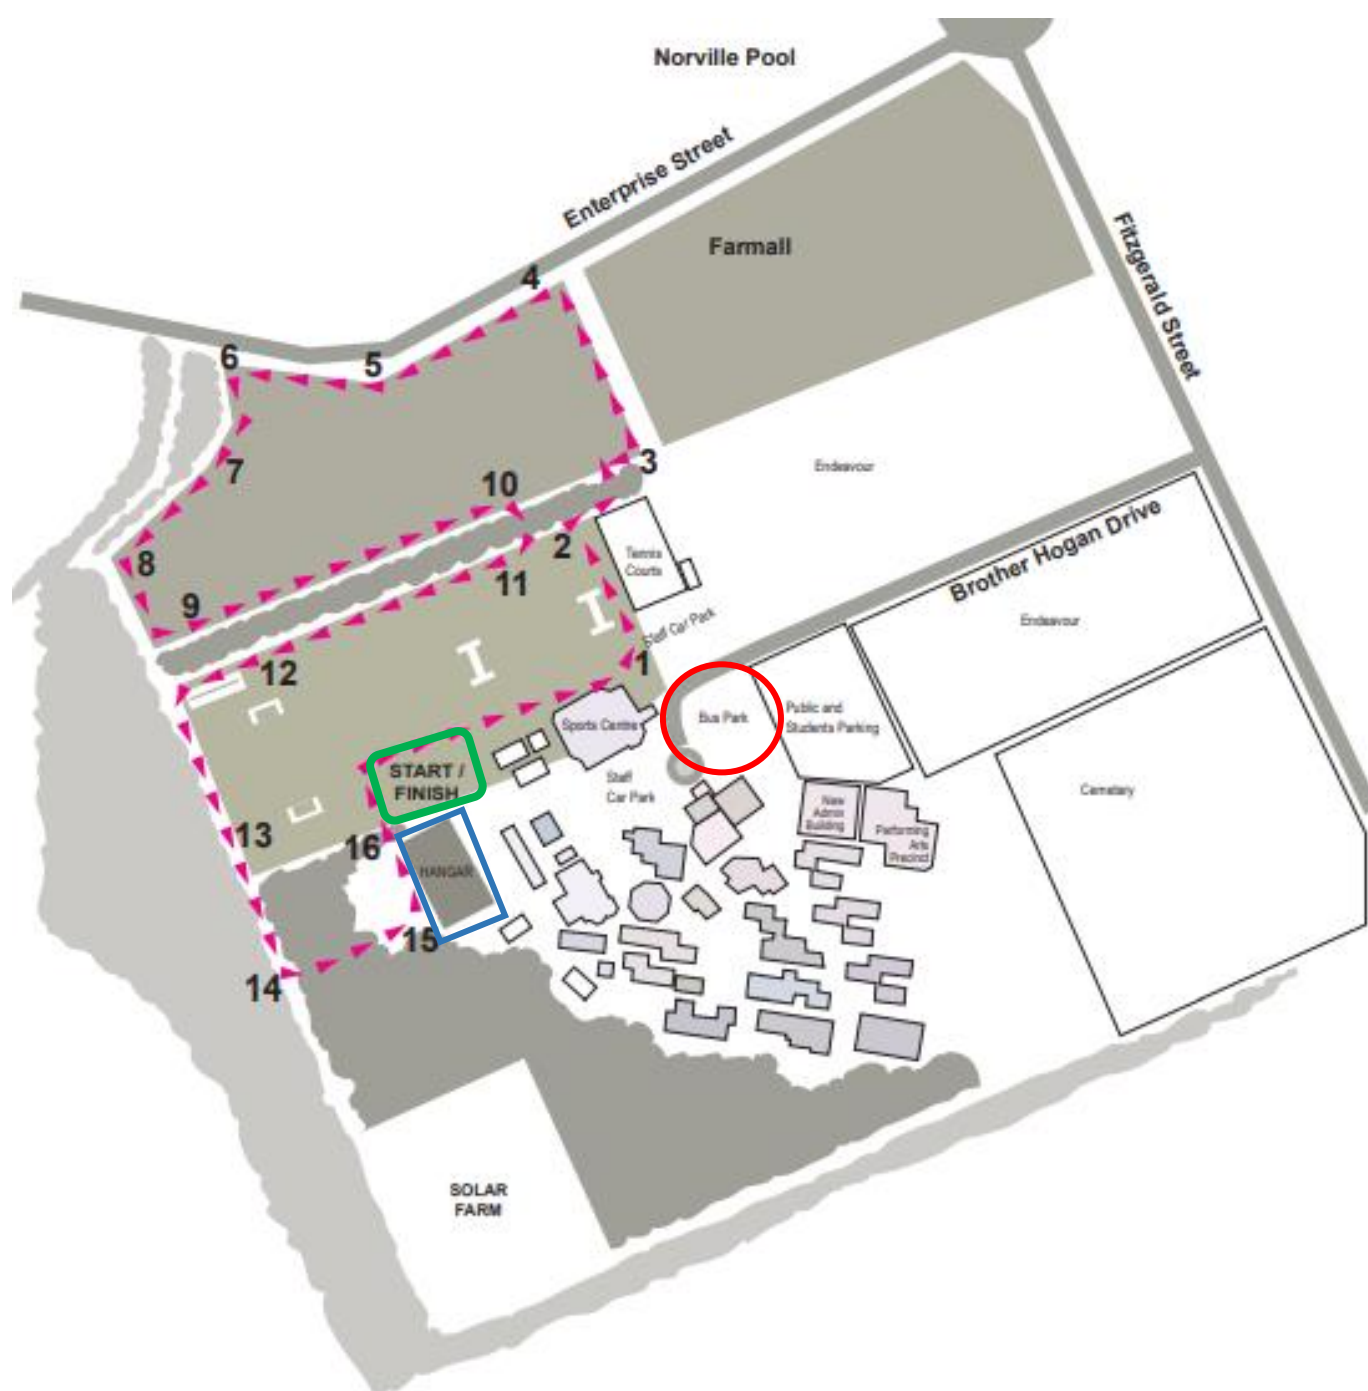 Norville Pool
Enterprise Street
Farmall
Fitzgerald Street
4
6
5
3
7
10
Endeavour
2
8
11
Tennis
Courts
Brother Hogan Drive
9
Staff Car Park
Endeavour
12
1
Sports Centre
Bus Park
Public and
Students Parking
START /
FINISH
Staff
Car Park
Cemetery
New
Admin
Building
Performing
Arts
Precinct
13
16
HANGAR
15
14
SOLAR
FARM